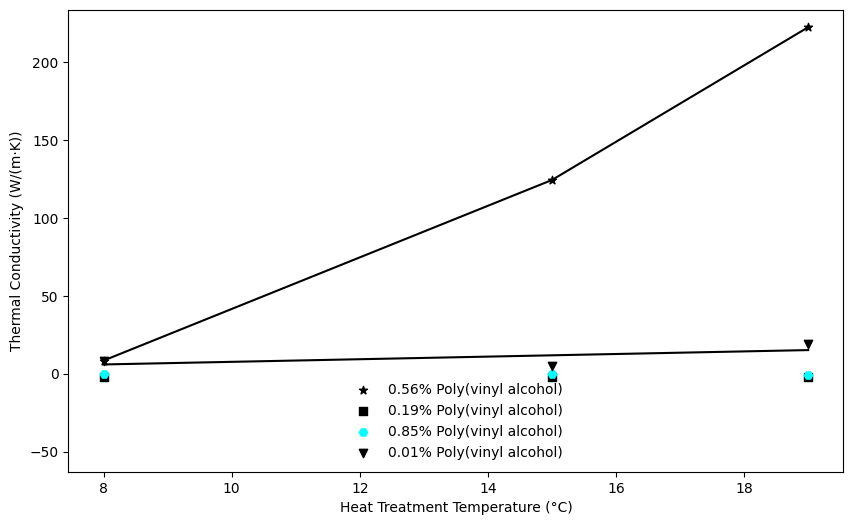 200
150
100
50
0
−50
Thermal Conductivity (W/(m·K))
0.56% Poly(vinyl alcohol)
0.19% Poly(vinyl alcohol)
0.85% Poly(vinyl alcohol)
0.01% Poly(vinyl alcohol)
8 10 12 14 16 18
Heat Treatment Temperature (°C)